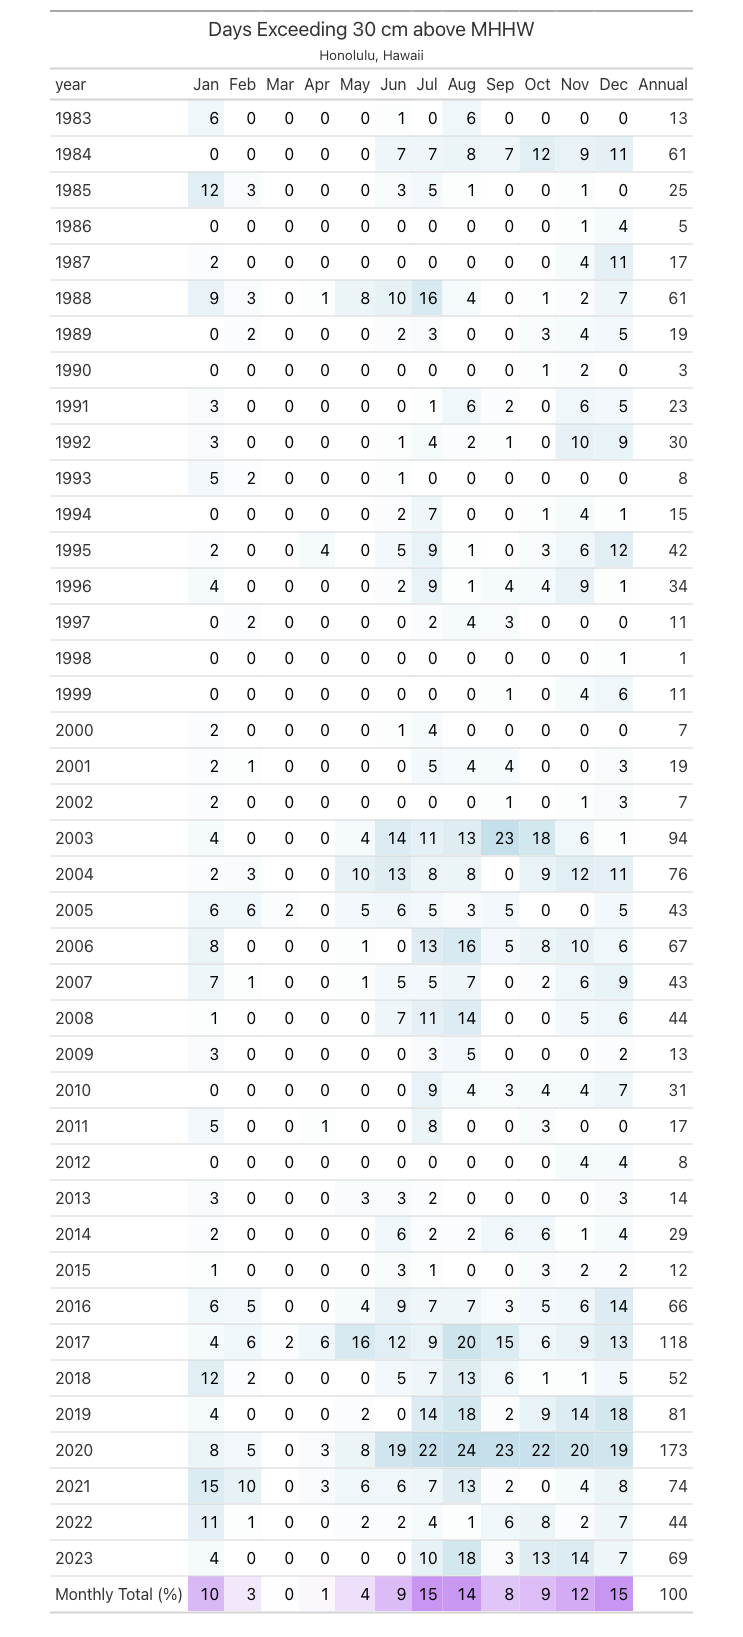 Days Exceeding 30 cm above MHHW
Honolulu, Hawaii
year Jan Feb Mar Apr May Jun Jul Aug Sep Oct Nov Dec Annual
1983 6 0 0 0 0 1 0 6 0 0 0 0 13
1984 0 0 0 0 0 7 7 8 7 12 9 11 61
1985 12 3 0 0 0 3 5 1 0 0 1 0 25
1986 0 0 0 0 0 0 0 0 0 0 1 4 5
1987 2 0 0 0 0 0 0 0 0 0 4 11 17
1988 9 3 0 1 8 10 16 4 0 1 2 7 61
1989 0 2 0 0 0 2 3 0 0 3 4 5 19
1990 0 0 0 0 0 0 0 0 0 1 2 0 3
1991 3 0 0 0 0 0 1 6 2 0 6 5 23
1992 3 0 0 0 0 1 4 2 1 0 10 9 30
1993 5 2 0 0 0 1 0 0 0 0 0 0 8
1994 0 0 0 0 0 2 7 0 0 1 4 1 15
1995 2 0 0 4 0 5 9 1 0 3 6 12 42
1996 4 0 0 0 0 2 9 1 4 4 9 1 34
1997 0 2 0 0 0 0 2 4 3 0 0 0 11
1998 0 0 0 0 0 0 0 0 0 0 0 1 1
1999 0 0 0 0 0 0 0 0 1 0 4 6 11
2000 2 0 0 0 0 1 4 0 0 0 0 0 7
2001 2 1 0 0 0 0 5 4 4 0 0 3 19
2002 2 0 0 0 0 0 0 0 1 0 1 3 7
2003 4 0 0 0 4 14 11 13 23 18 6 1 94
2004 2 3 0 0 10 13 8 8 0 9 12 11 76
2005 6 6 2 0 5 6 5 3 5 0 0 5 43
2006 8 0 0 0 1 0 13 16 5 8 10 6 67
2007 7 1 0 0 1 5 5 7 0 2 6 9 43
2008 1 0 0 0 0 7 11 14 0 0 5 6 44
2009 3 0 0 0 0 0 3 5 0 0 0 2 13
2010 0 0 0 0 0 0 9 4 3 4 4 7 31
2011 5 0 0 1 0 0 8 0 0 3 0 0 17
2012 0 0 0 0 0 0 0 0 0 0 4 4 8
2013 3 0 0 0 3 3 2 0 0 0 0 3 14
2014 2 0 0 0 0 6 2 2 6 6 1 4 29
2015 1 0 0 0 0 3 1 0 0 3 2 2 12
2016 6 5 0 0 4 9 7 7 3 5 6 14 66
2017 4 6 2 6 16 12 9 20 15 6 9 13 118
2018 12 2 0 0 0 5 7 13 6 1 1 5 52
2019 4 0 0 0 2 0 14 18 2 9 14 18 81
2020 8 5 0 3 8 19 22 24 23 22 20 19 173
2021 15 10 0 3 6 6 7 13 2 0 4 8 74
2022 11 1 0 0 2 2 4 1 6 8 2 7 44
2023 4 0 0 0 0 0 10 18 3 13 14 7 69
Monthly Total (%) 10 3 0 1 4 9 15 14 8 9 12 15 100